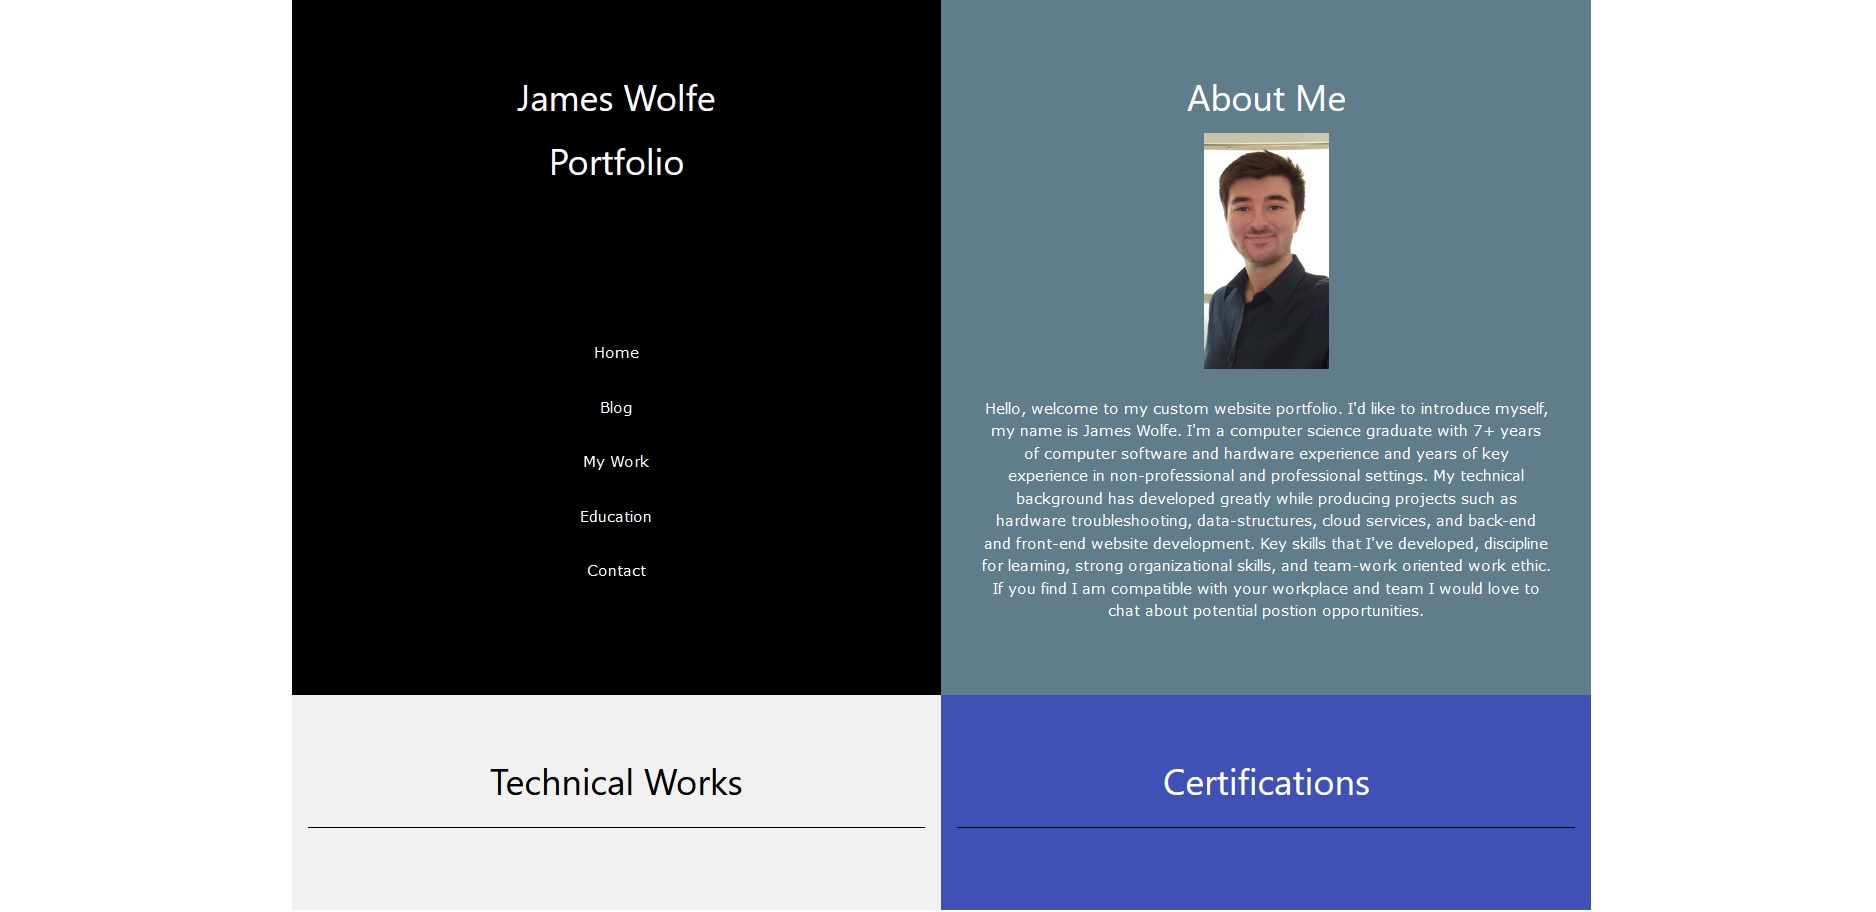 James Wolfe
Portfolio
Home
Blog
My Work
Education
Contact
About Me
Hello, welcome to my custom website portfolio. I'd like to introduce myself,
my name is James Wolfe. I'm a computer science graduate with 7+ years
of computer software and hardware experience and years of key
experience in non-professional and professional settings. My technical
background has developed greatly while producing projects such as
hardware troubleshooting, data-structures, cloud services, and back-end
and front-end website development. Key skills that I've developed, discipline
for learning, strong organizational skills, and team-work oriented work ethic.
If you find I am compatible with your workplace and team I would love to
chat about potential postion opportunities.
Technical Works
Certifications